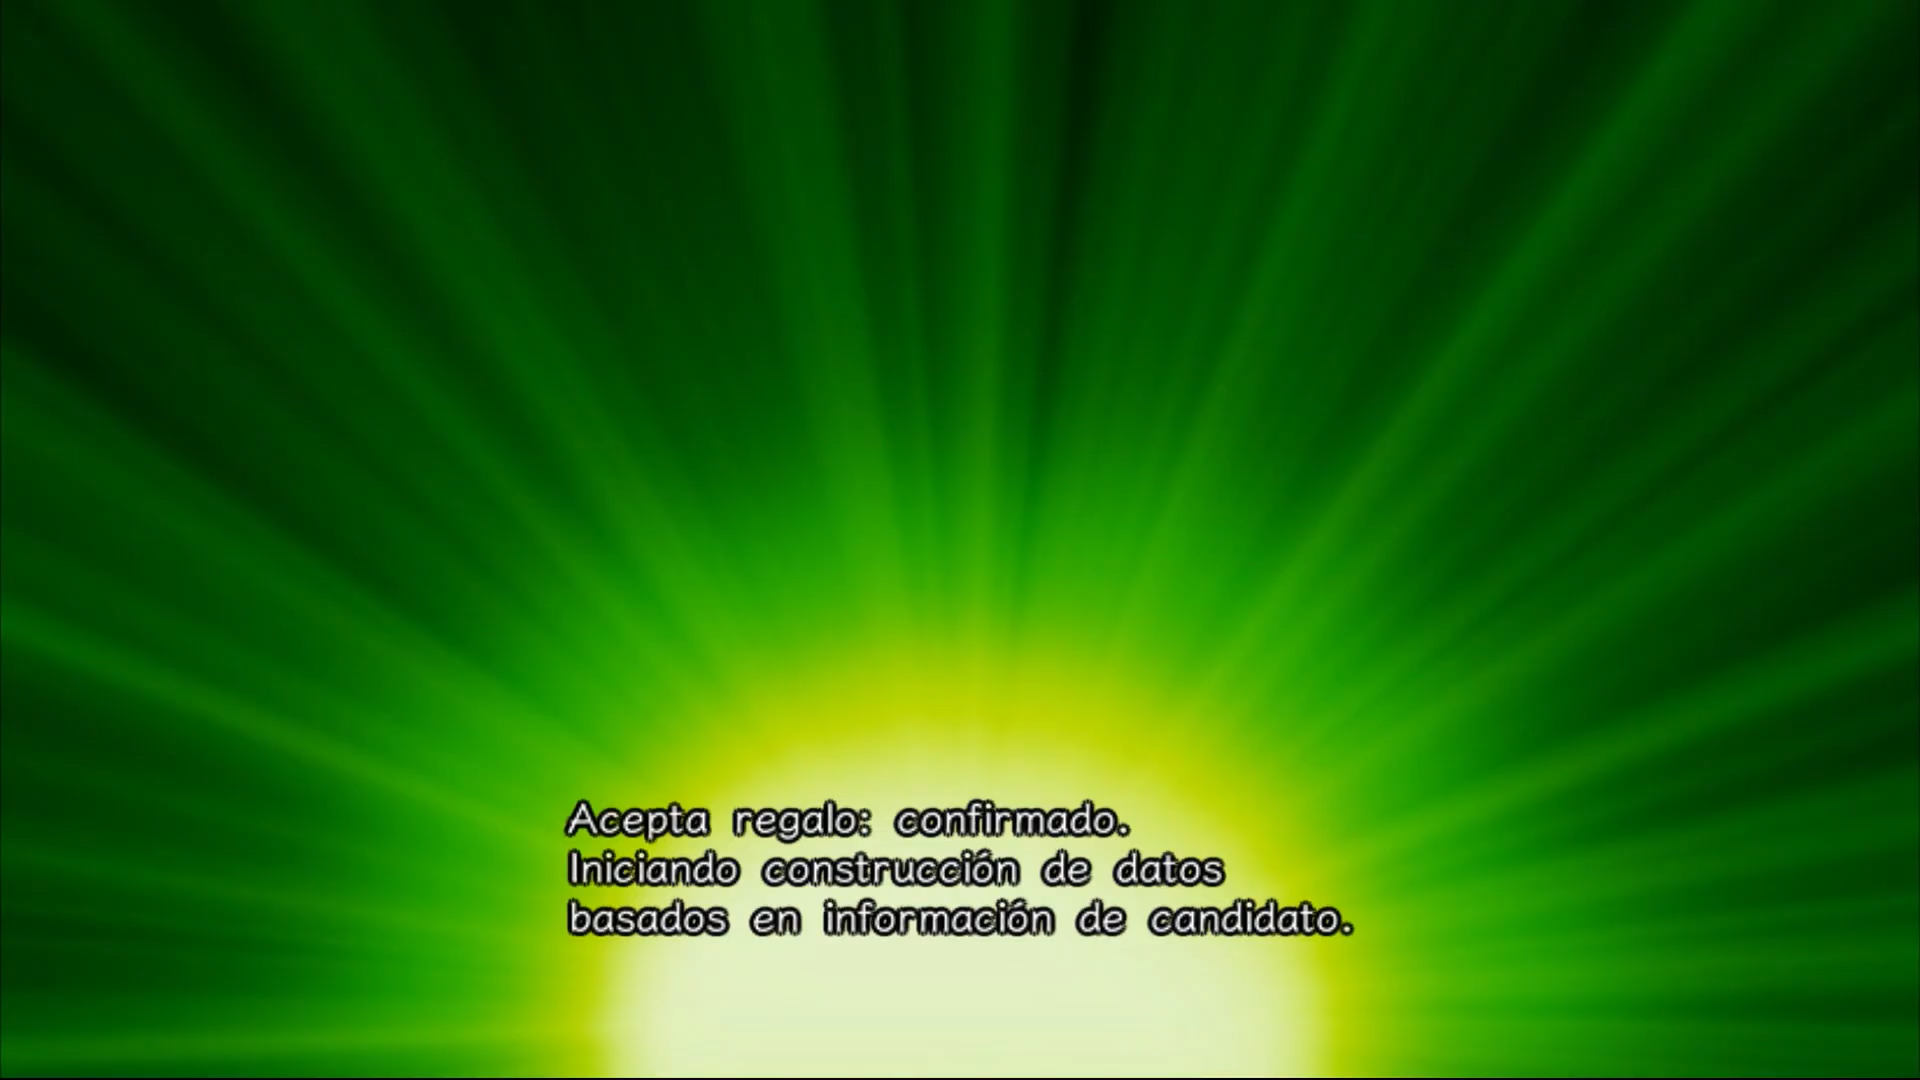 Acepta regalo: confirmado.
Iniciando construcción de datos
basados en información de candidato.